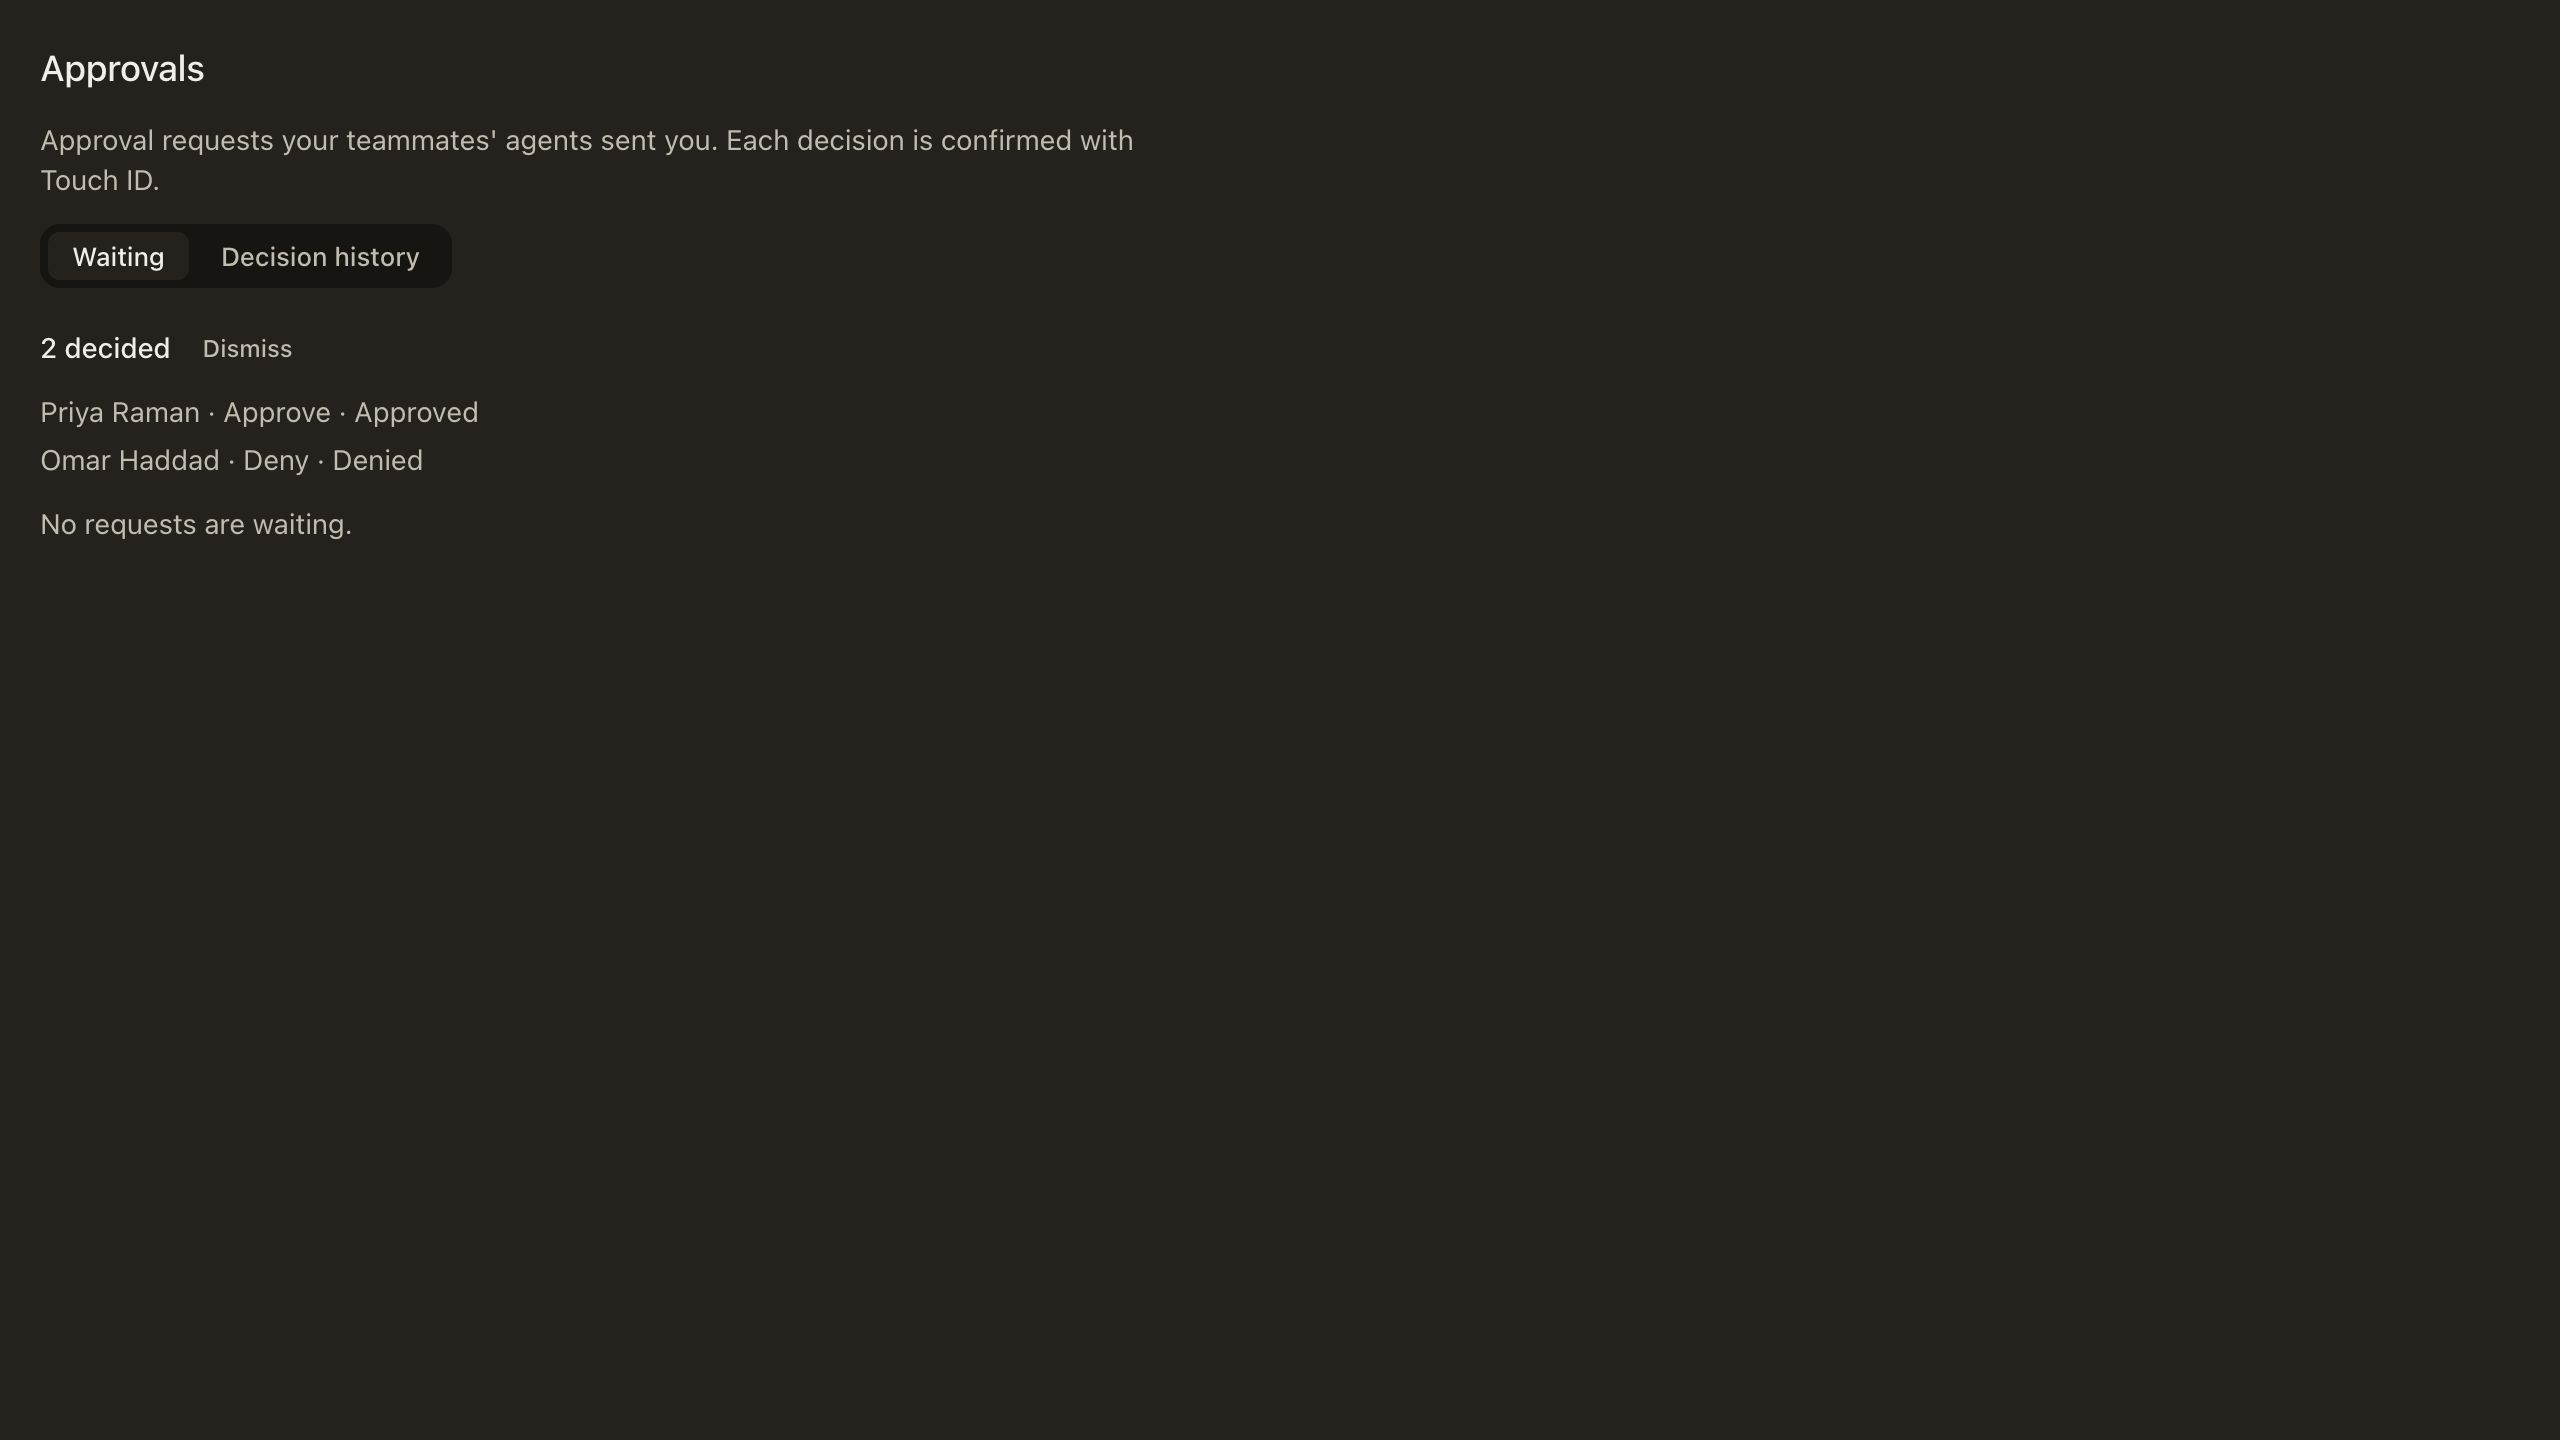 Approvals
Approval requests your teammates' agents sent you. Each decision is confirmed with
Touch ID.
Waiting
Decision history
2 decided
Dismiss
Priya Raman · Approve · Approved
Omar Haddad · Deny · Denied
No requests are waiting.